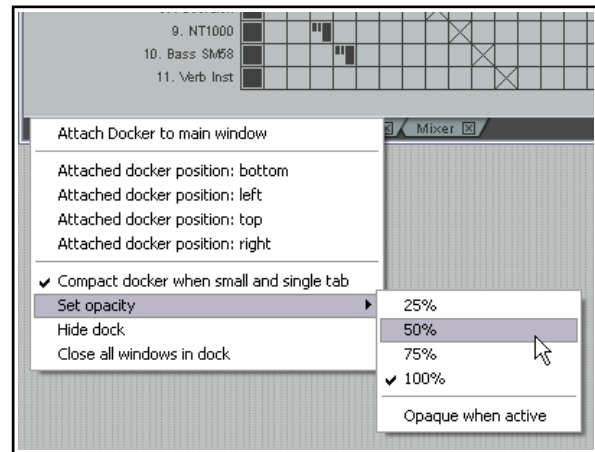 9. NT1000
10. Bass SM58
11. Verb Inst
Mixer
Attach Docker to main window
Attached docker position: bottom
Attached docker position: left
Attached docker position: top
Attached docker position: right
Compact docker when small and single tab
Set opacity
Hide dock
Close all windows in dock
25%
50%
75%
100%
Opaque when active